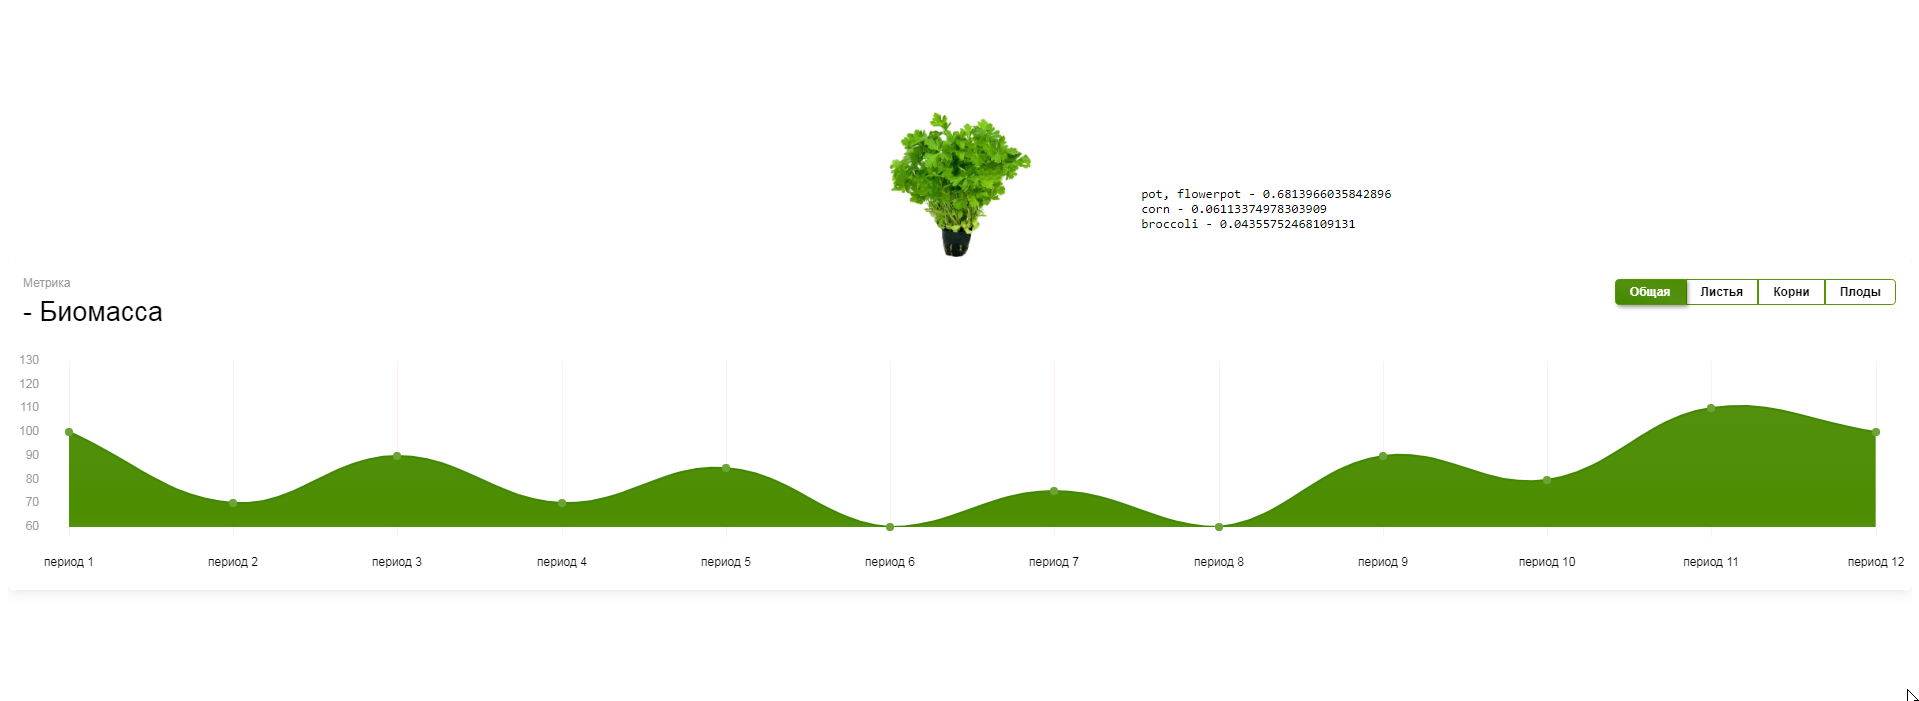 pot, flowerpot - 0.6813966035842896
corn - 0.06113374978303909
broccoli - 0.04355752468109131
Метрика
- Биомасса
Общая Листья Корни Плоды
130
120
110
100
90
80
70
60
период 1 период 2 период 3 период 4 период 5 период 6 период 7 период 8 период 9 период 10 период 11 период 12